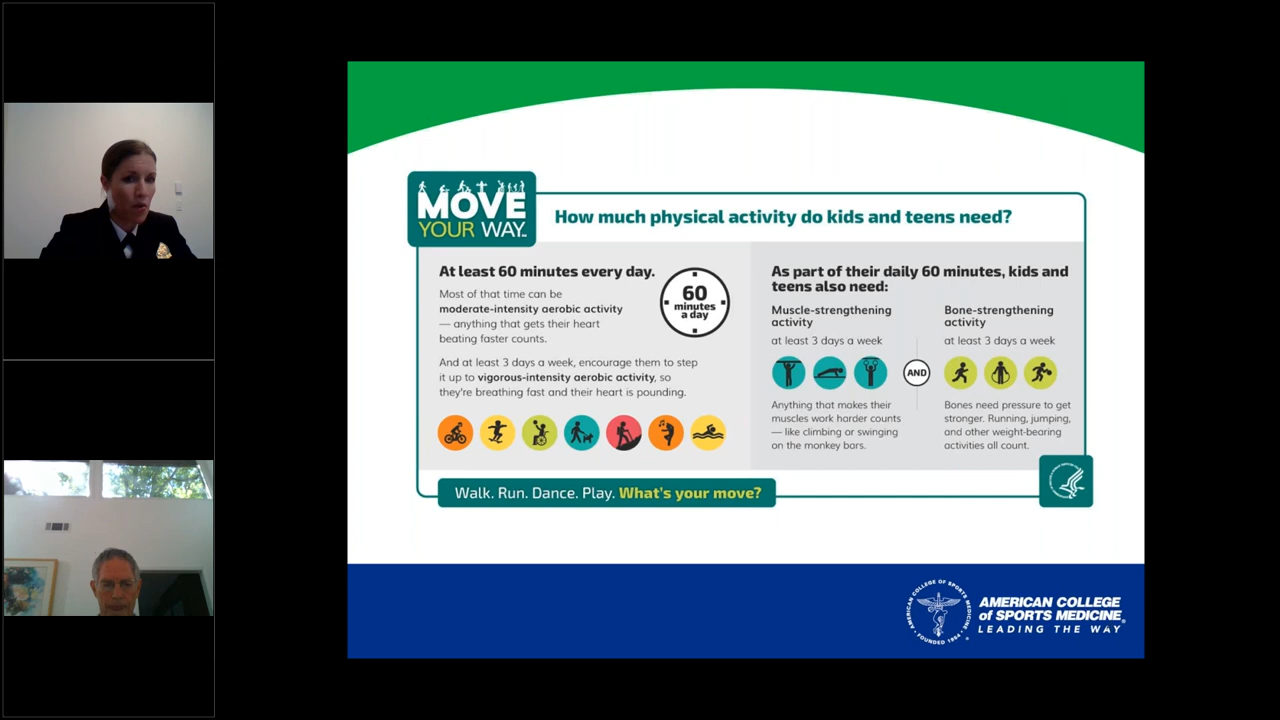 MOVE
YOUR WAY.
How much physical activity do kids and teens need?
At least 60 minutes every day.
Most of that time can be
moderate-intensity aerobic activity
— anything that gets their heart
beating faster counts.
60
minutes
a day
And at least 3 days a week, encourage them to step
it up to vigorous-intensity aerobic activity, so
they're breathing fast and their heart is pounding.
As part of their daily 60 minutes, kids and
teens also need:
Muscle-strengthening
activity
at least 3 days a week
Anything that makes their
muscles work harder counts
— like climbing or swinging
on the monkey bars.
AND
Bone-strengthening
activity
at least 3 days a week
Bones need pressure to get
stronger. Running, jumping,
and other weight-bearing
activities all count.
Walk. Run. Dance. Play. What's your move?
AMERICAN COLLEGE OF SPORTS MEDICINE
FOUNDED 1954
AMERICAN COLLEGE
of SPORTS MEDICINE®
LEADING THE WAY